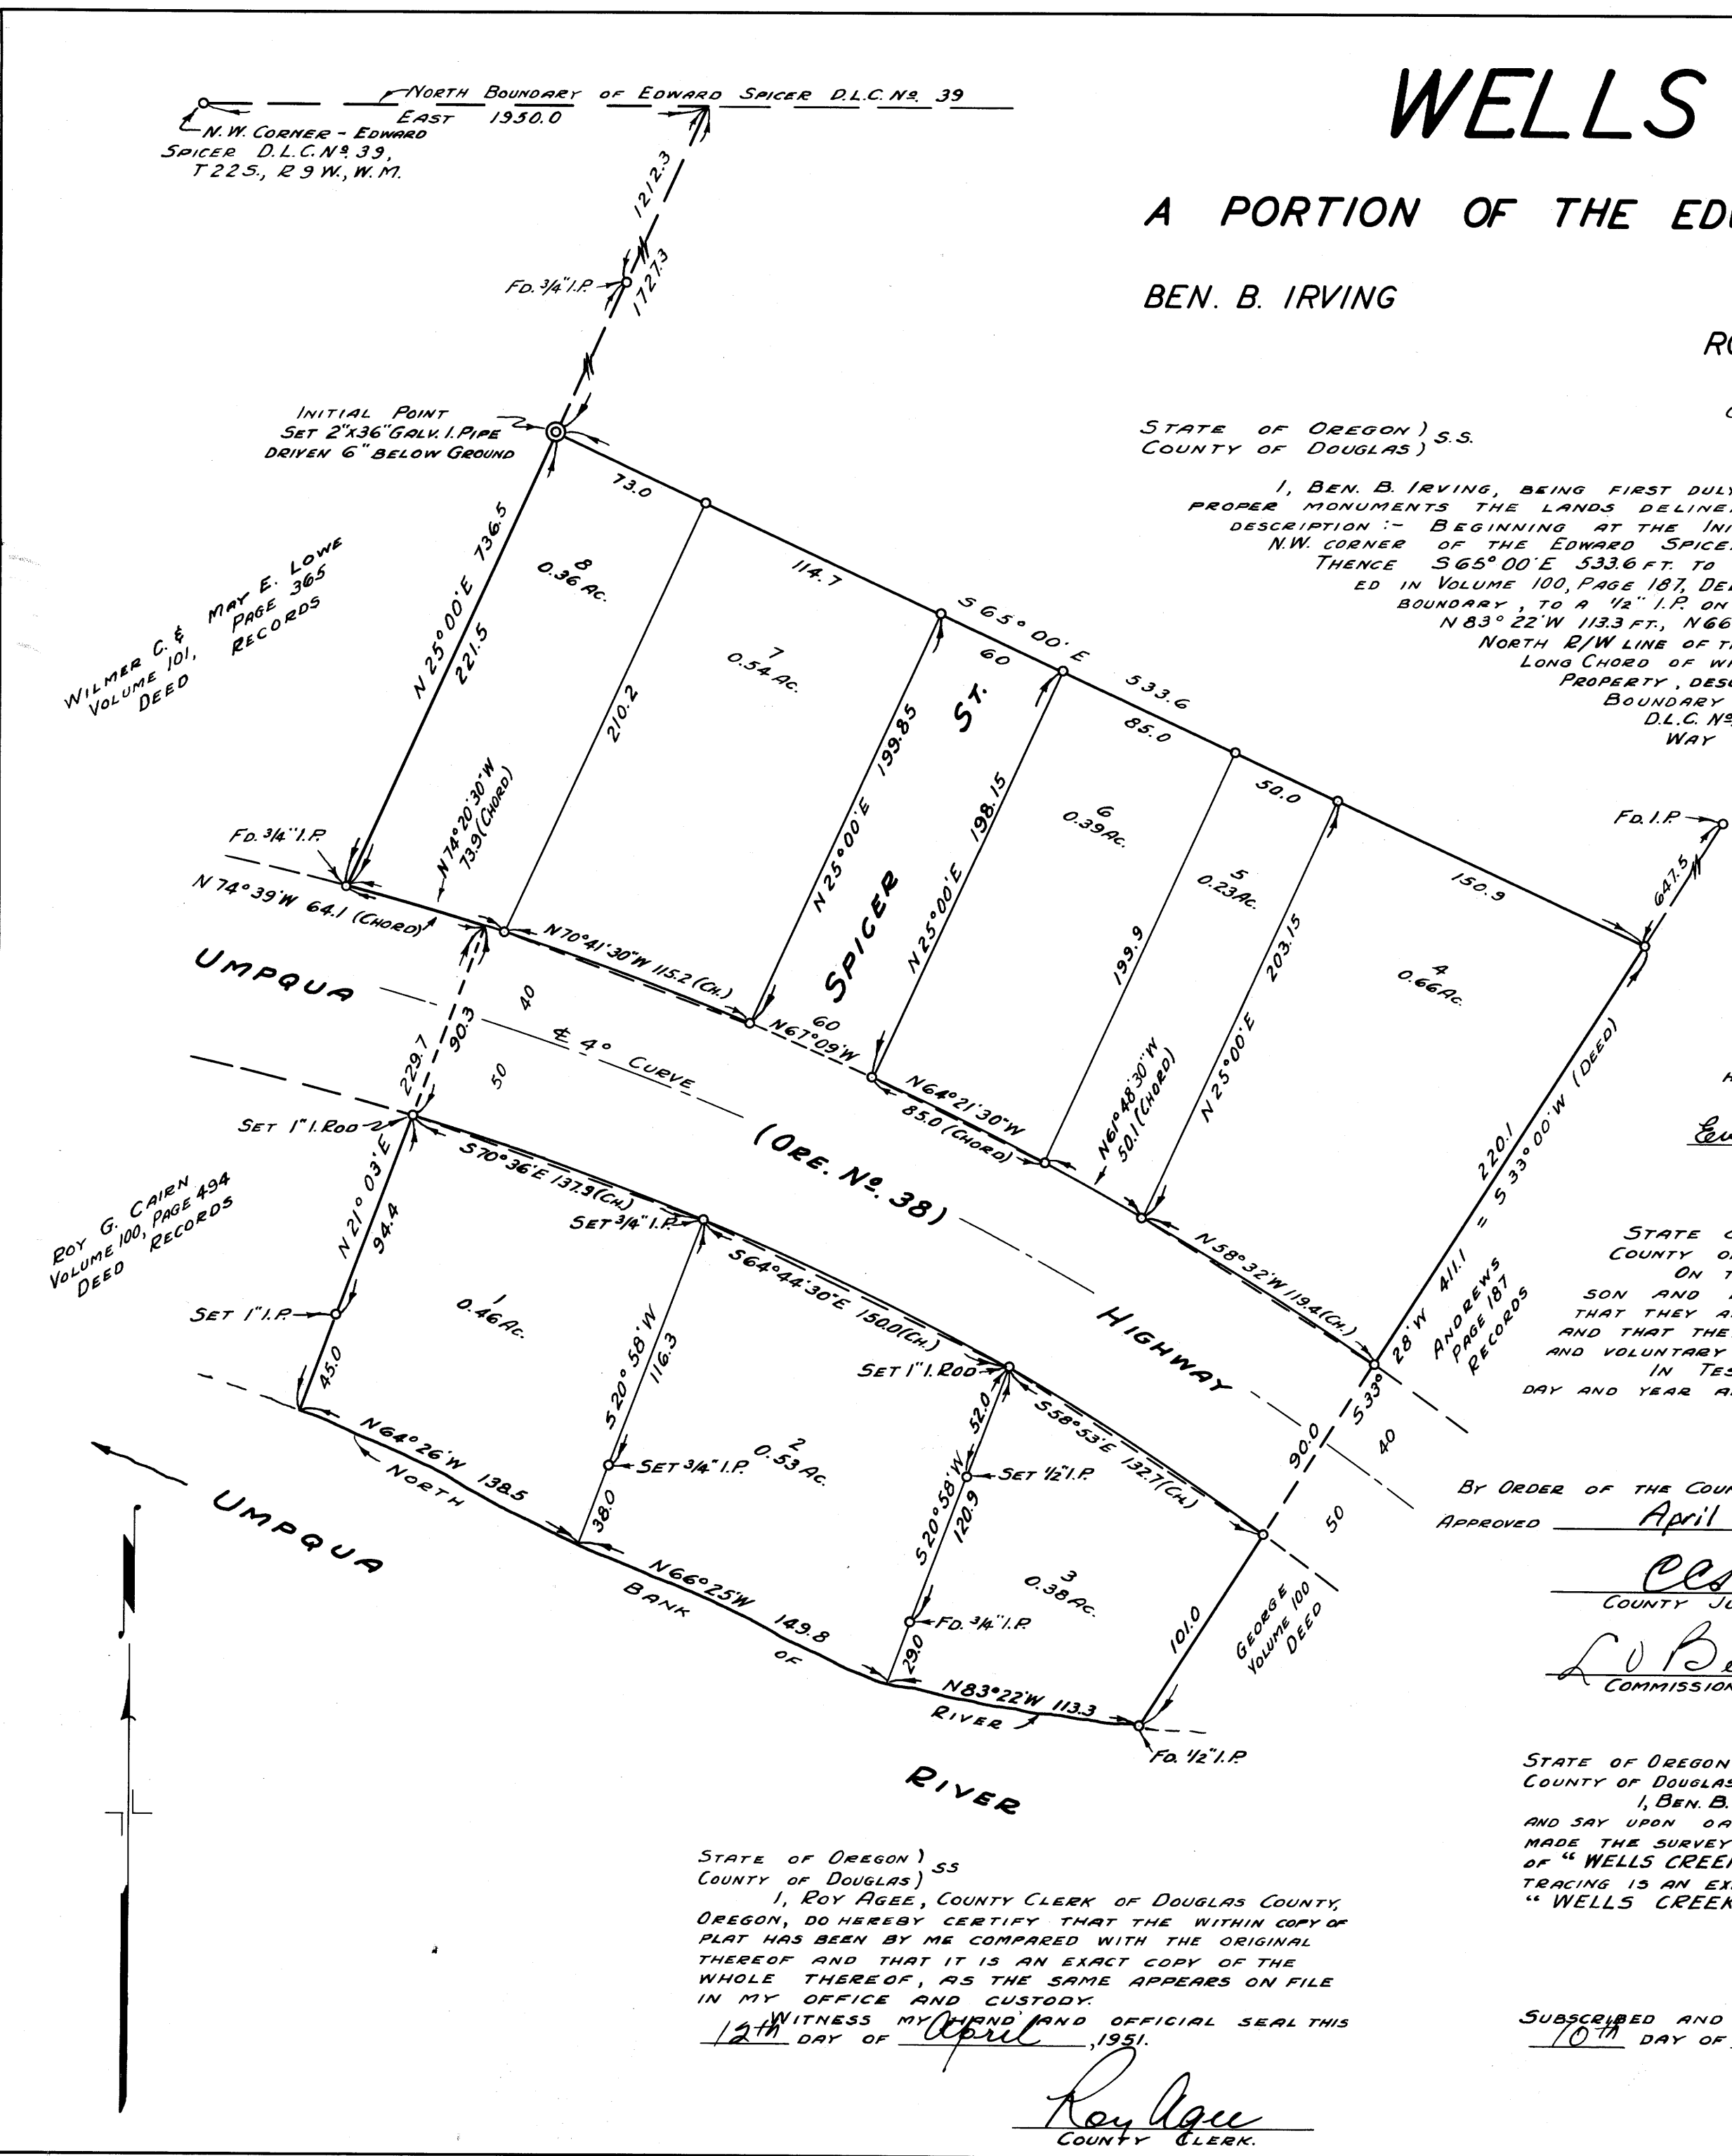 WELLS
NORTH BOUNDARY OF EDWARD SPICER D.L.C. Nº. 39
EAST 1950.0
N.W. CORNER - EDWARD
SPICER D.L.C. Nº. 39,
T 22 S., R 9 W., W.M.
A PORTION OF THE
BEN. B. IRVING
1212.3
FD. 3/4" I.P.
1727.3
INITIAL POINT
SET 2"X36" GALV. I. PIPE
DRIVEN 6" BELOW GROUND
STATE OF OREGON )
COUNTY OF DOUGLAS ) S.S.
I, BEN. B. IRVING, BEING FIRST DULY
PROPER MONUMENTS THE LANDS
DESCRIPTION :- BEGINNING AT THE
N.W. CORNER OF THE EDWARD
THENCE S 65° 00' E 533.6 FT. TO
ED IN VOLUME 100, PAGE 187,
BOUNDARY, TO A 1/2" I.P. ON
N 83° 22' W 113.3 FT., N 66
NORTH R/W LINE OF
LONG CHORD OF
PROPERTY,
BOUNDARY
D.L.C. Nº
WAY
WILMER C. & MAY E. LOWE
VOLUME 101, PAGE 365
DEED RECORDS
N 25° 00' E 736.5
221.5
73.0
8
0.36 AC.
210.2
114.7
7
0.54 AC.
S 65° 00' E 533.6
60
N 25° 00' E 199.85
SPICER ST.
N 25° 00' E 198.15
85.0
6
0.39 AC.
199.9
50.0
5
0.23 AC.
N 25° 00' E 203.15
150.9
4
0.66 AC.
FD. I.P.
647.5
220.1
411.1 = S 33° 00' W (DEED)
S 33° 28' W
FD. 3/4" I.P.
N 74° 39' W 64.1 (CHORD)
N 74° 20' 30" W
73.9 (CHORD)
N 70° 41' 30" W 115.2 (CH.)
60
N 67° 09' W
N 64° 21' 30" W
85.0 (CHORD)
N 61° 48' 30" W
50.1 (CHORD)
N 58° 32' W 119.4 (CH.)
UMPQUA
(ORE. Nº. 38)
HIGHWAY
229.7
90.3
40
50
℄ 4° CURVE
90.0
40
50
SET 1" I. ROD
S 70° 36' E 137.9 (CH.)
SET 3/4" I.P.
S 64° 44' 30" E 150.0 (CH.)
SET 1" I. ROD
S 58° 53' E 132.7 (CH.)
ROY G. CAIRN
VOLUME 100, PAGE 494
DEED RECORDS
N 21° 03' E
94.4
SET 1" I.P.
45.0
1
0.46 AC.
S 20° 58' W
116.3
SET 3/4" I.P.
38.0
2
0.53 AC.
52.0
SET 1/2" I.P.
S 20° 58' W
120.9
FD. 3/4" I.P.
29.0
3
0.38 AC.
101.0
GEORGE ANDREWS
VOLUME 100 PAGE 187
DEED RECORDS
N 64° 26' W 138.5
N 66° 25' W 149.8
N 83° 22' W 113.3
NORTH BANK OF RIVER
FD. 1/2" I.P.
UMPQUA RIVER
STATE
COUNTY
ON
SON AND
THAT THEY
AND THAT
AND VOLUNTARY
IN
DAY AND YEAR
BY ORDER OF THE
APPROVED April
COUNTY
STATE OF OREGON
COUNTY OF DOUGLAS
I, BEN. B.
AND SAY UPON
MADE THE SURVEY
OF " WELLS
TRACING IS AN
" WELLS CREEK
SUBSCRIBED AND
10th DAY OF
STATE OF OREGON )
COUNTY OF DOUGLAS ) SS
I, ROY AGEE, COUNTY CLERK OF DOUGLAS COUNTY,
OREGON, DO HEREBY CERTIFY THAT THE WITHIN COPY OF
PLAT HAS BEEN BY ME COMPARED WITH THE ORIGINAL
THEREOF AND THAT IT IS AN EXACT COPY OF THE
WHOLE THEREOF, AS THE SAME APPEARS ON FILE
IN MY OFFICE AND CUSTODY.
WITNESS MY HAND AND OFFICIAL SEAL THIS
12th DAY OF April, 1951.
Roy Agee
COUNTY CLERK.